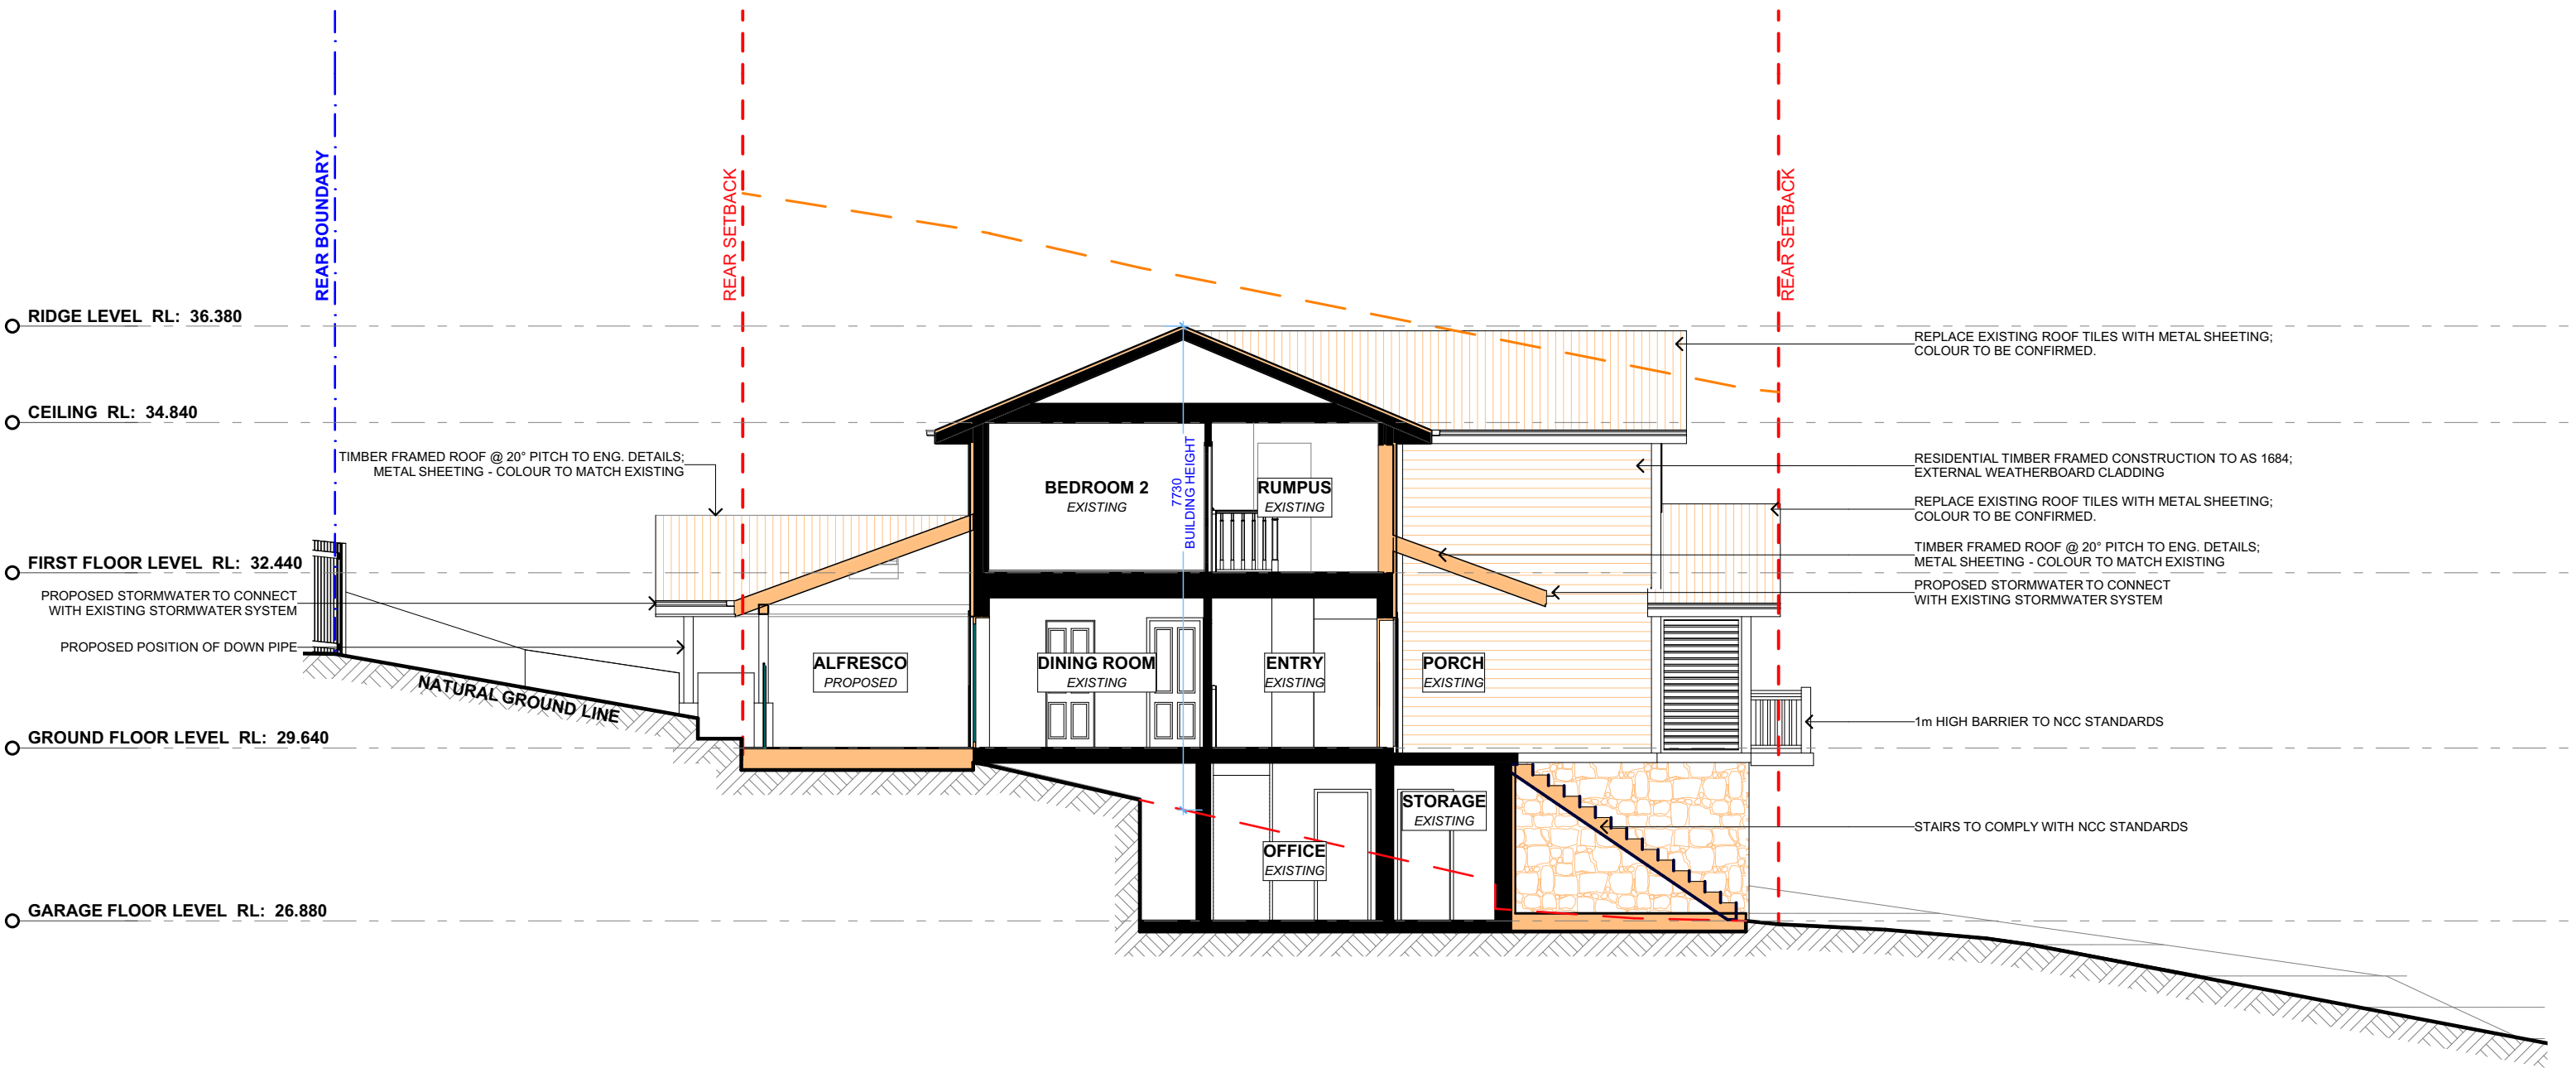 REAR BOUNDARY
REAR SETBACK
REAR SETBACK
RIDGE LEVEL  RL:  36.380
CEILING  RL:  34.840
FIRST FLOOR LEVEL  RL:  32.440
GROUND FLOOR LEVEL  RL:  29.640
GARAGE FLOOR LEVEL  RL:  26.880
TIMBER FRAMED ROOF @ 20° PITCH TO ENG. DETAILS;
METAL SHEETING - COLOUR TO MATCH EXISTING
PROPOSED STORMWATER TO CONNECT
WITH EXISTING STORMWATER SYSTEM
PROPOSED POSITION OF DOWN PIPE
NATURAL GROUND LINE
BEDROOM 2
EXISTING
7730
BUILDING HEIGHT
RUMPUS
EXISTING
ALFRESCO
PROPOSED
DINING ROOM
EXISTING
ENTRY
EXISTING
PORCH
EXISTING
STORAGE
EXISTING
OFFICE
EXISTING
REPLACE EXISTING ROOF TILES WITH METAL SHEETING;
COLOUR TO BE CONFIRMED.
RESIDENTIAL TIMBER FRAMED CONSTRUCTION TO AS 1684;
EXTERNAL WEATHERBOARD CLADDING
REPLACE EXISTING ROOF TILES WITH METAL SHEETING;
COLOUR TO BE CONFIRMED.
TIMBER FRAMED ROOF @ 20° PITCH TO ENG. DETAILS;
METAL SHEETING - COLOUR TO MATCH EXISTING
PROPOSED STORMWATER TO CONNECT
WITH EXISTING STORMWATER SYSTEM
1m HIGH BARRIER TO NCC STANDARDS
STAIRS TO COMPLY WITH NCC STANDARDS